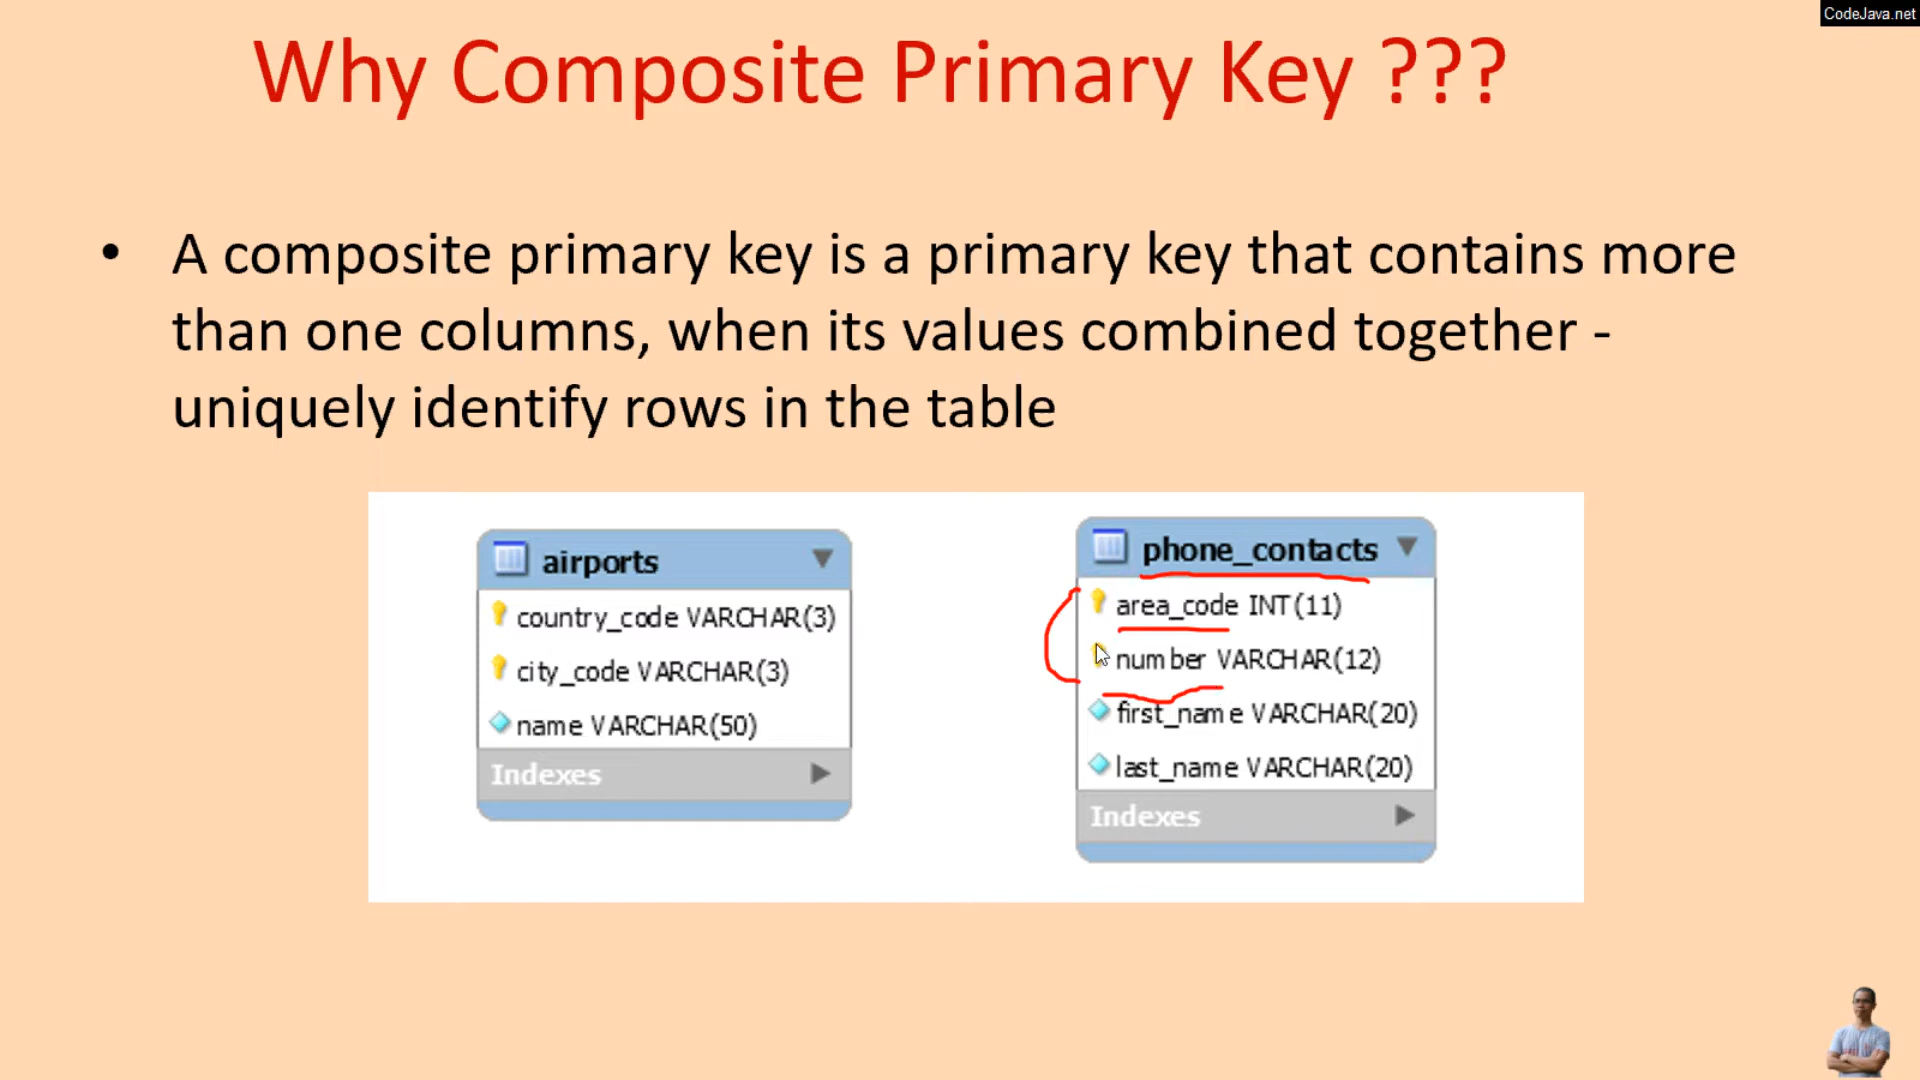 CodeJava.net
Why Composite Primary Key ???
• A composite primary key is a primary key that contains more
than one columns, when its values combined together -
uniquely identify rows in the table
airports
country_code VARCHAR(3)
city_code VARCHAR(3)
name VARCHAR(50)
Indexes
phone_contacts
area_code INT(11)
number VARCHAR(12)
first_name VARCHAR(20)
last_name VARCHAR(20)
Indexes